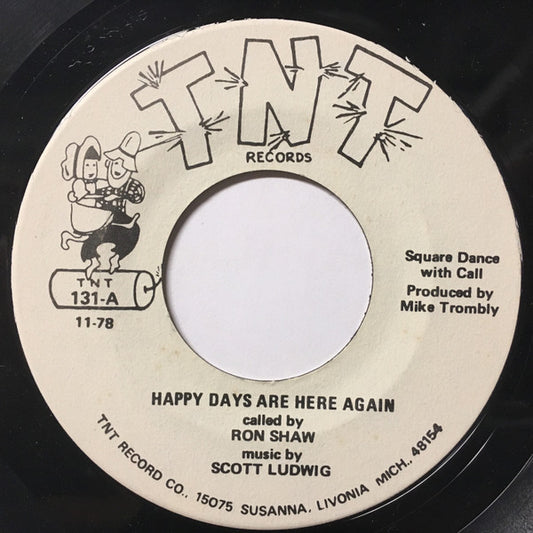 TNT
RECORDS
TNT
131-A
11-78
Square Dance
with Call
Produced by
Mike Trombly
HAPPY DAYS ARE HERE AGAIN
called by
RON SHAW
music by
SCOTT LUDWIG
TNT RECORD CO., 15075 SUSANNA, LIVONIA MICH., 48154